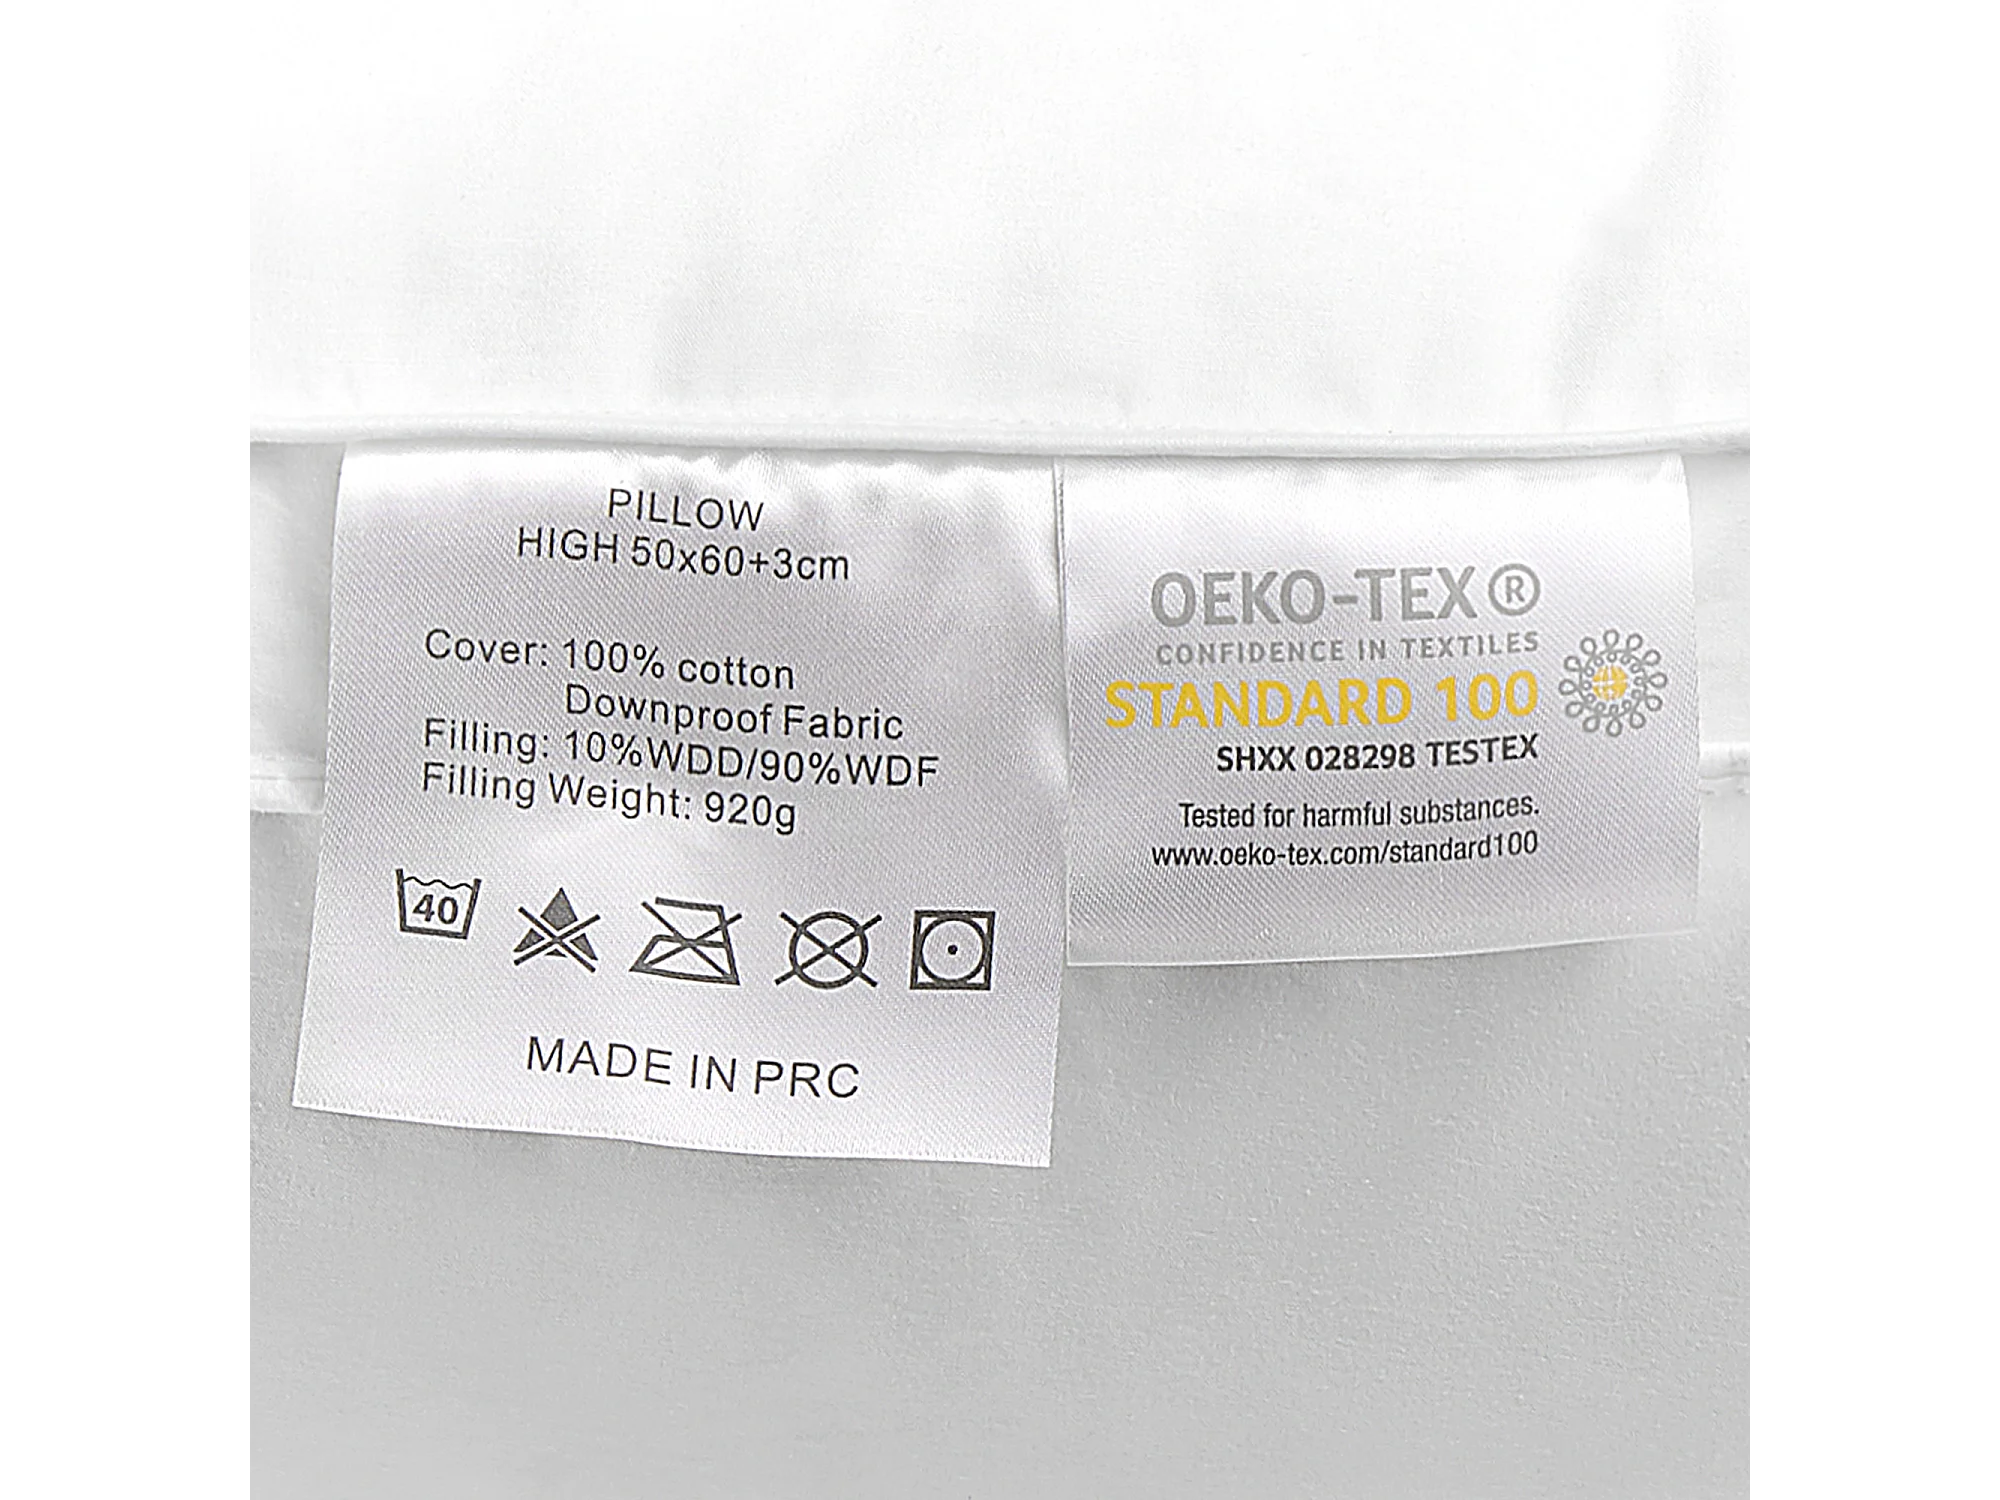 PILLOW
HIGH 50x60+3cm
Cover: 100% cotton
Downproof Fabric
Filling: 10%WDD/90%WDF
Filling Weight: 920g
40
MADE IN PRC
OEKO-TEX®
CONFIDENCE IN TEXTILES
STANDARD 100
SHXX 028298 TESTEX
Tested for harmful substances.
www.oeko-tex.com/standard100